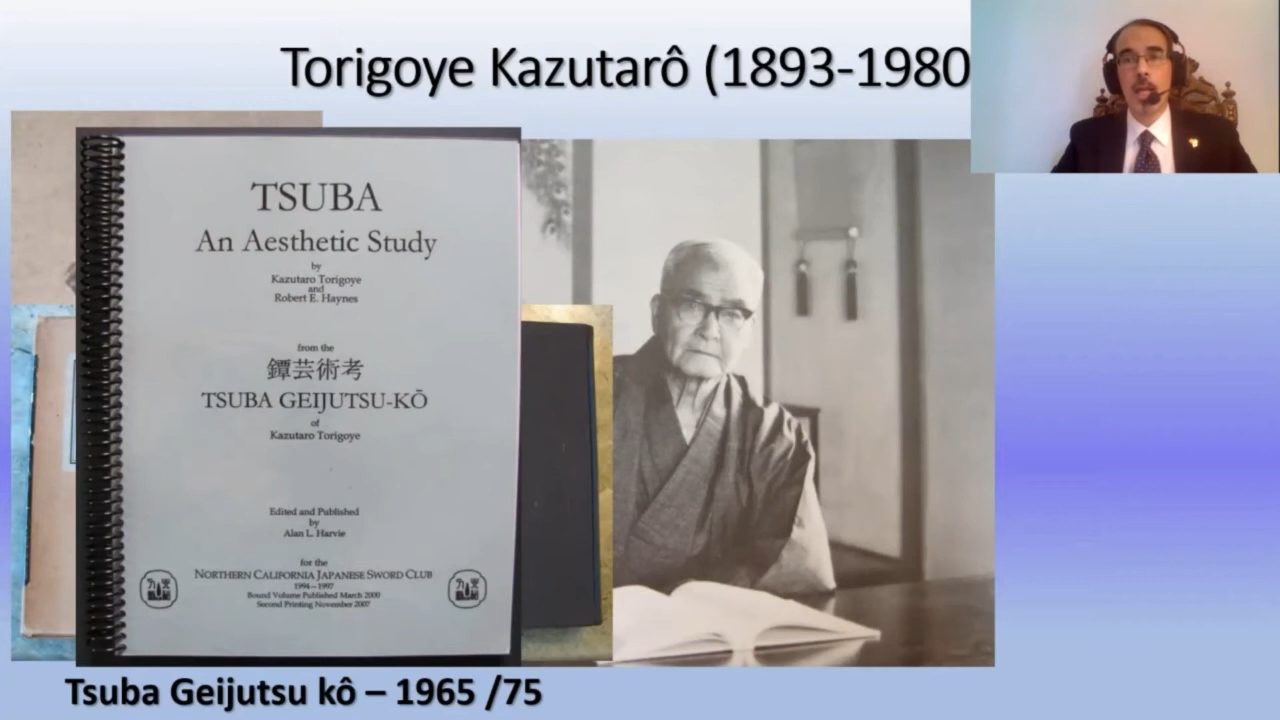 Torigoye Kazutarô (1893-1980
TSUBA
An Aesthetic Study
by
Kazutaro Torigoye
and
Robert E. Haynes
from the
鐔芸術考
TSUBA GEIJUTSU-KŌ
of
Kazutaro Torigoye
Edited and Published
by
Alan L. Harvie
for the
NORTHERN CALIFORNIA JAPANESE SWORD CLUB
1994 – 1997
Bound Volume Published March 2000
Second Printing November 2007
Tsuba Geijutsu kô – 1965 /75